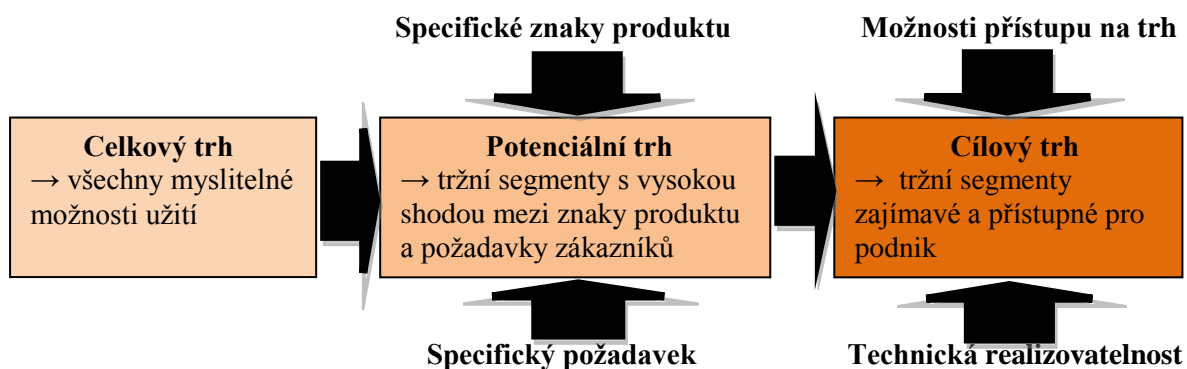 Specifické znaky produktu
Možnosti přístupu na trh
Celkový trh
→ všechny myslitelné
možnosti užití
Potenciální trh
→ tržní segmenty s vysokou
shodou mezi znaky produktu
a požadavky zákazníků
Cílový trh
→ tržní segmenty
zajímavé a přístupné pro
podnik
Specifický požadavek
Technická realizovatelnost